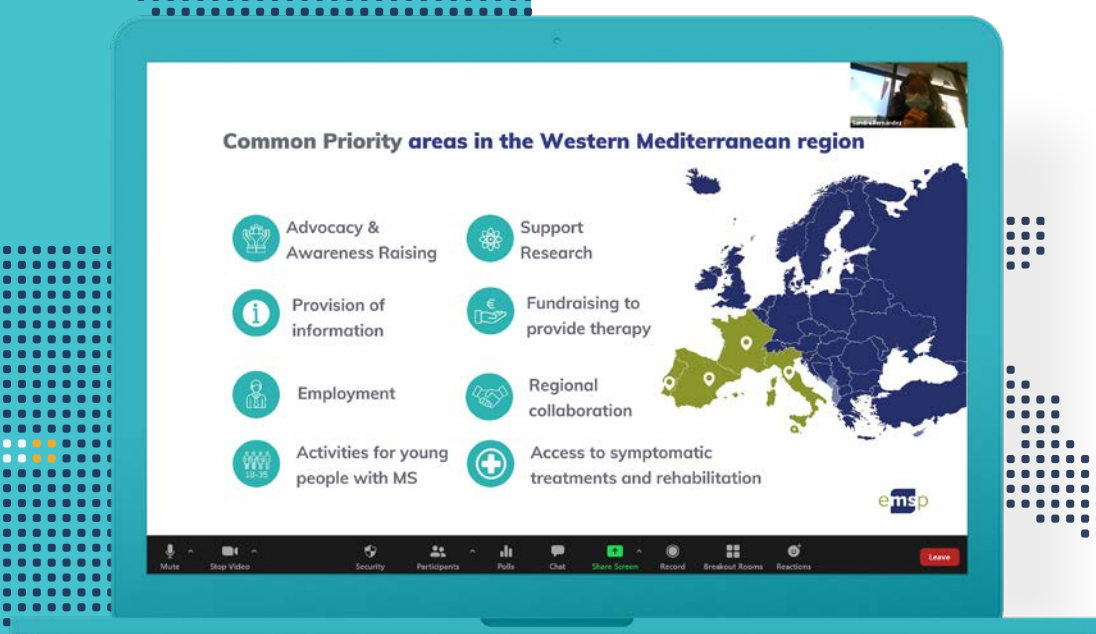 Sandra Fernández
Common Priority areas in the Western Mediterranean region
Advocacy &
Awareness Raising
Support
Research
Provision of
information
€
Fundraising to
provide therapy
Employment
Regional
collaboration
18-35
Activities for young
people with MS
Access to symptomatic
treatments and rehabilitation
emsp
Mute
Stop Video
Security
Participants
Polls
Chat
Share Screen
Record
Breakout Rooms
Reactions
Leave